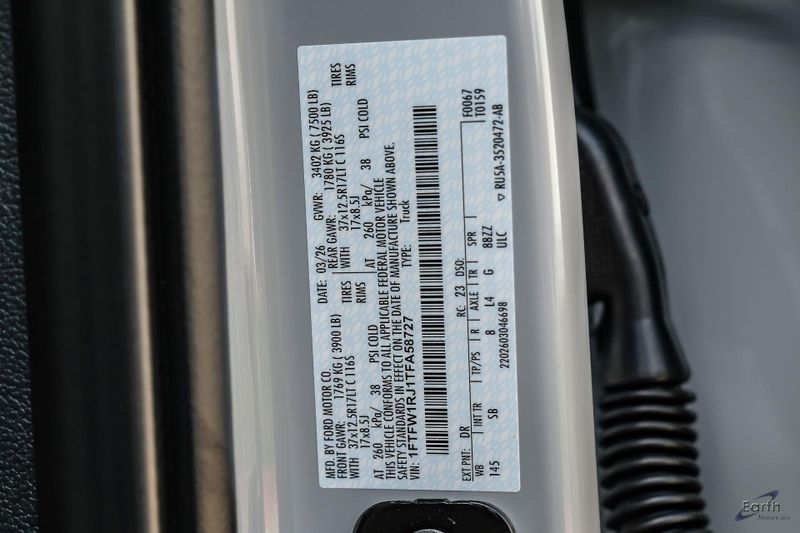 MFD. BY FORD MOTOR CO.
DATE: 03/26 GVWR: 3402 KG ( 7500 LB)
FRONT GAWR: 1769 KG ( 3900 LB) REAR GAWR: 1780 KG ( 3925 LB)
WITH 37x12.5R17LT C 116S TIRES WITH 37x12.5R17LT C 116S TIRES
17x8.5J RIMS 17x8.5J RIMS
AT 260 kPa/ 38 PSI COLD AT 260 kPa/ 38 PSI COLD
THIS VEHICLE CONFORMS TO ALL APPLICABLE FEDERAL MOTOR VEHICLE
SAFETY STANDARDS IN EFFECT ON THE DATE OF MANUFACTURE SHOWN ABOVE.
VIN: 1FTFW1RJ1TFA58727 TYPE: Truck
F0067
EXT PNT: DR RC: 23 DSO: T0159
WB INT TR TP/PS R AXLE TR SPR
145 SB 8 L4 G 88ZZ
ULC
2202603046698 RU5A-3520472-AB
Earth
MotorCars